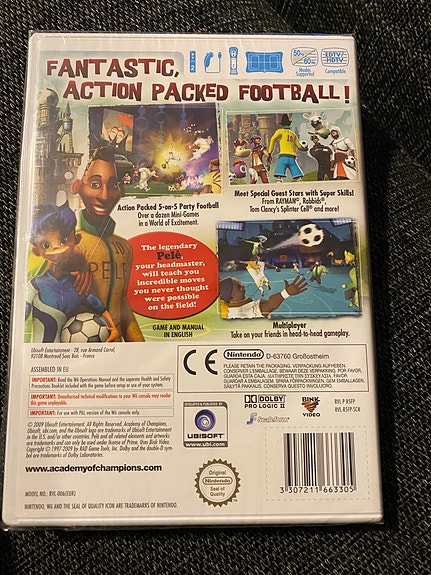 FANTASTIC,
ACTION PACKED FOOTBALL!
50Hz
60Hz
Modes
Supported
EDTV/
HDTV
Compatible
Action Packed 5-on-5 Party Football
Over a dozen Mini-Games
in a World of Excitement.
Meet Special Guest Stars with Super Skills!
From RAYMAN®, Rabbids®,
Tom Clancy's Splinter Cell® and more!
10
PELE
The legendary
Pelé,
your headmaster,
will teach you
incredible moves
you never thought
were possible
on the field!
GAME AND MANUAL
IN ENGLISH
Multiplayer
Take on your friends in head-to-head gameplay.
Ubisoft Entertainment - 28, rue Armand Carrel,
93108 Montreuil Sous Bois - France
ASSEMBLED IN EU
IMPORTANT: Read the Wii Operations Manual and the separate Health and Safety
Precautions Booklet included with the game before setup or use of your system.
IMPORTANT: Unauthorised technical modifications to your Wii console may render
this game unplayable.
IMPORTANT: For use with PAL version of the Wii console only.
CE
Nintendo
D-63760 Großostheim
PLEASE RETAIN THE PACKAGING. VERPACKUNG AUFHEBEN.
CONSERVER L'EMBALLAGE. BEWAAR DEZE VERPAKKING, POR FAVOR,
GUARDA ESTA CAJA.
GUARDAR A EMBALAGEM. SPARA FÖRPACKNINGEN. GEM EMBALLAGEN.
SÄILYTÄ PAKKAUS. CONSERVARE QUESTO INVOLUCRO.
© 2009 Ubisoft Entertainment. All Rights Reserved. Academy of Champions,
Ubisoft, ubi.com, and the Ubisoft logo are trademarks of Ubisoft Entertainment
in the U.S. and/or other countries. Pelé and all related elements and artworks
are trademarks and can only be used under license of Prime. Uses Bink Video.
Copyright © 1997-2009 by RAD Game Tools, Inc. Dolby and the double-D sym-
bol are trademarks of Dolby Laboratories.
PUBLISHED & DEVELOPED BY
UBISOFT
DOLBY
PRO LOGIC II
BINK
VIDEO
RVL P RSFP
RVL-RSFP-SCN
www.academyofchampions.com
MODEL NO.: RVL-006(EUR)
NINTENDO, Wii AND THE SEAL OF QUALITY ICON ARE TRADEMARKS OF NINTENDO.
Original
Nintendo
Seal of
Quality
3 307211 663305